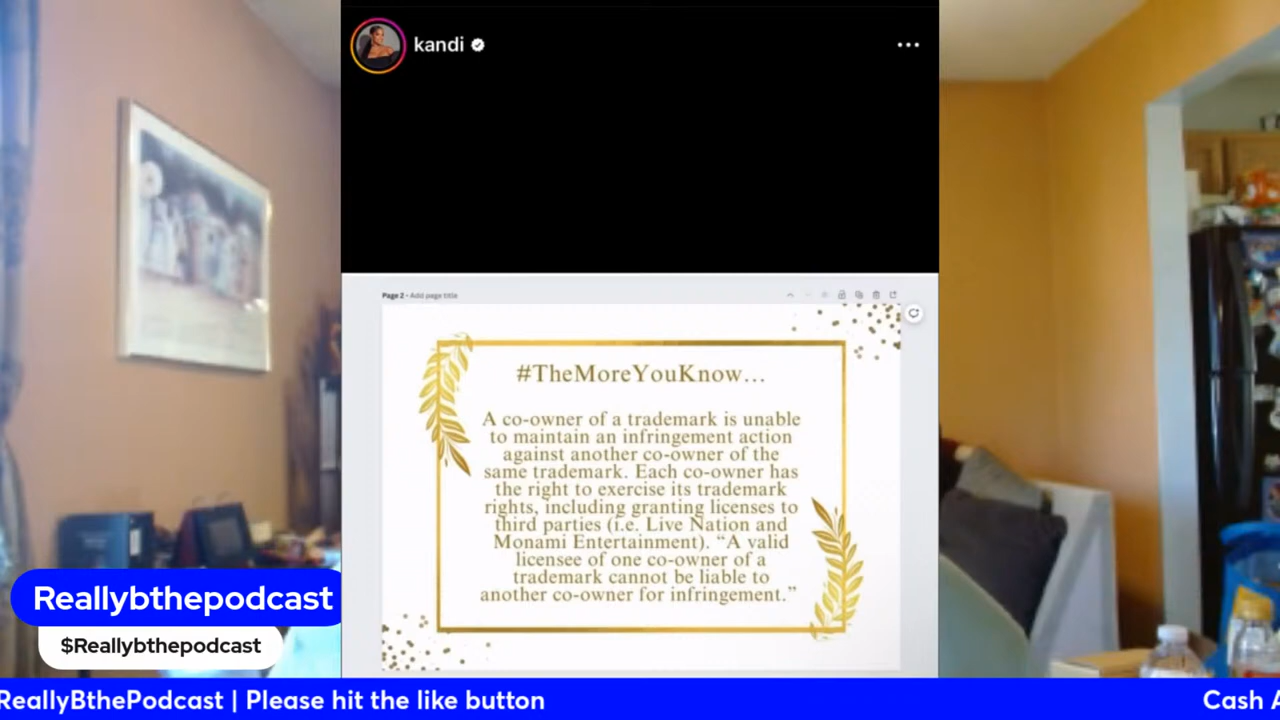 kandi
Page 2 - Add page title
#TheMoreYouKnow...
A co-owner of a trademark is unable
to maintain an infringement action
against another co-owner of the
same trademark. Each co-owner has
the right to exercise its trademark
rights, including granting licenses to
third parties (i.e. Live Nation and
Monami Entertainment). “A valid
licensee of one co-owner of a
trademark cannot be liable to
another co-owner for infringement.”
Reallybthepodcast
$Reallybthepodcast
ReallyBthePodcast | Please hit the like button
Cash A